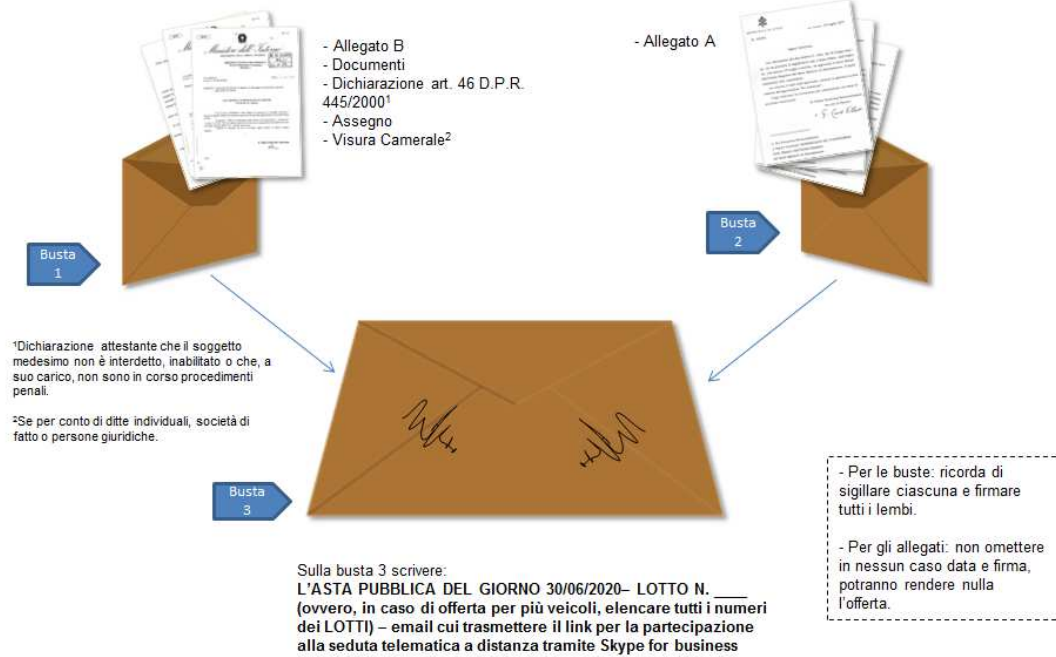 - Allegato B
- Documenti
- Dichiarazione art. 46 D.P.R.
445/2000¹
- Assegno
- Visura Camerale²
- Allegato A
Ministero dell'Interno
Busta
1
Busta
2
¹Dichiarazione attestante che il soggetto
medesimo non è interdetto, inabilitato o che, a
suo carico, non sono in corso procedimenti
penali.
²Se per conto di ditte individuali, società di
fatto o persone giuridiche.
Busta
3
- Per le buste: ricorda di
sigillare ciascuna e firmare
tutti i lembi.
- Per gli allegati: non omettere
in nessun caso data e firma,
potranno rendere nulla
l'offerta.
Sulla busta 3 scrivere:
L'ASTA PUBBLICA DEL GIORNO 30/06/2020– LOTTO N. ____
(ovvero, in caso di offerta per più veicoli, elencare tutti i numeri
dei LOTTI) – email cui trasmettere il link per la partecipazione
alla seduta telematica a distanza tramite Skype for business